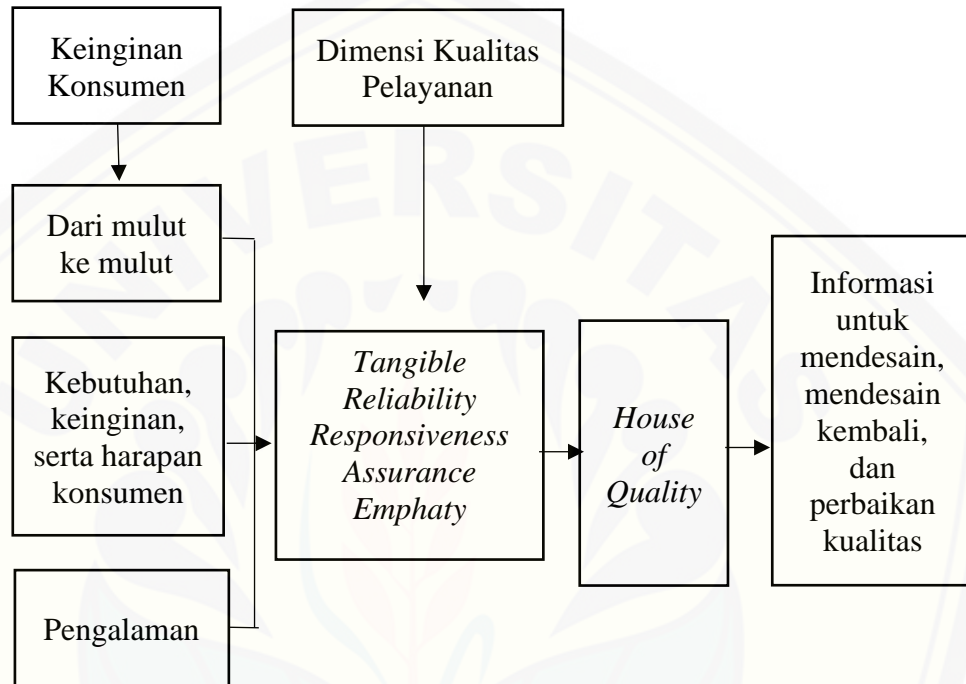 Keinginan
Konsumen
Dimensi Kualitas
Pelayanan
Dari mulut
ke mulut
Kebutuhan,
keinginan,
serta harapan
konsumen
Pengalaman
Tangible
Reliability
Responsiveness
Assurance
Emphaty
House
of
Quality
Informasi
untuk
mendesain,
mendesain
kembali,
dan
perbaikan
kualitas
UNIVERSITAS